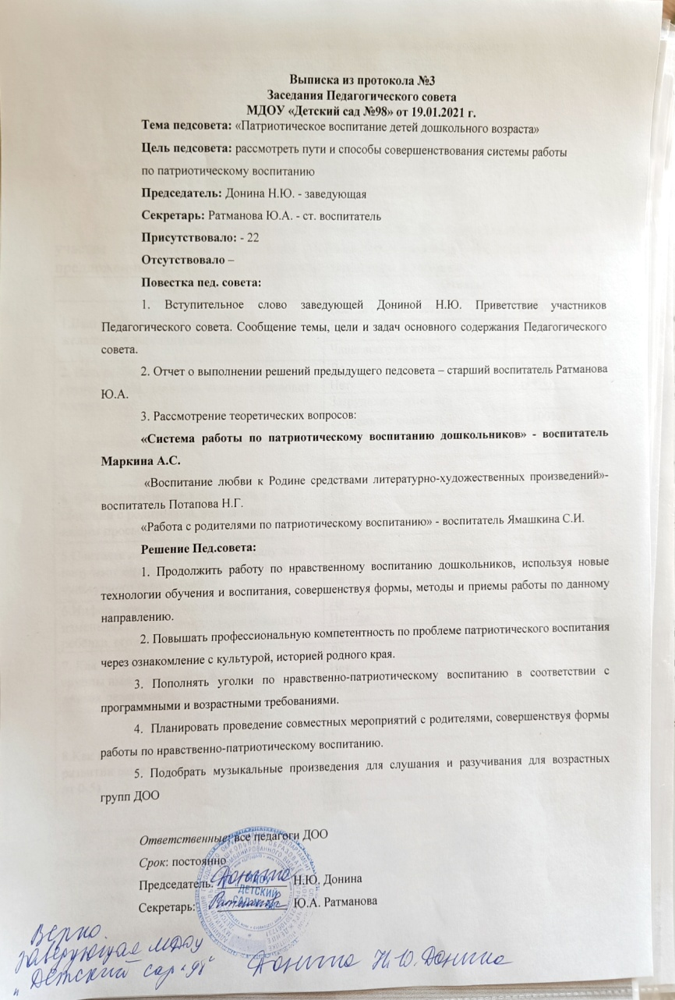 Выписка из протокола №3
Заседания Педагогического совета
МДОУ «Детский сад №98» от 19.01.2021 г.
Тема педсовета: «Патриотическое воспитание детей дошкольного возраста»
Цель педсовета: рассмотреть пути и способы совершенствования системы работы
по патриотическому воспитанию
Председатель: Донина Н.Ю. - заведующая
Секретарь: Ратманова Ю.А. - ст. воспитатель
Присутствовало: - 22
Отсутствовало –
Повестка пед. совета:
1. Вступительное слово заведующей Дониной Н.Ю. Приветствие участников
Педагогического совета. Сообщение темы, цели и задач основного содержания Педагогического
совета.
2. Отчет о выполнении решений предыдущего педсовета – старший воспитатель Ратманова
Ю.А.
3. Рассмотрение теоретических вопросов:
«Система работы по патриотическому воспитанию дошкольников» - воспитатель
Маркина А.С.
«Воспитание любви к Родине средствами литературно-художественных произведений»-
воспитатель Потапова Н.Г.
«Работа с родителями по патриотическому воспитанию» - воспитатель Ямашкина С.И.
Решение Пед.совета:
1. Продолжить работу по нравственному воспитанию дошкольников, используя новые
технологии обучения и воспитания, совершенствуя формы, методы и приемы работы по данному
направлению.
2. Повышать профессиональную компетентность по проблеме патриотического воспитания
через ознакомление с культурой, историей родного края.
3. Пополнять уголки по нравственно-патриотическому воспитанию в соответствии с
программными и возрастными требованиями.
4. Планировать проведение совместных мероприятий с родителями, совершенствуя формы
работы по нравственно-патриотическому воспитанию.
5. Подобрать музыкальные произведения для слушания и разучивания для возрастных
групп ДОО
Ответственные: все педагоги ДОО
Срок: постоянно
Председатель: Донина Н.Ю. Донина
Секретарь: Ратманова Ю.А. Ратманова
ДЕТСКИЙ
Верно.
Заведующая МДОУ
"Детский сад "98" Донина Н.Ю. Донина